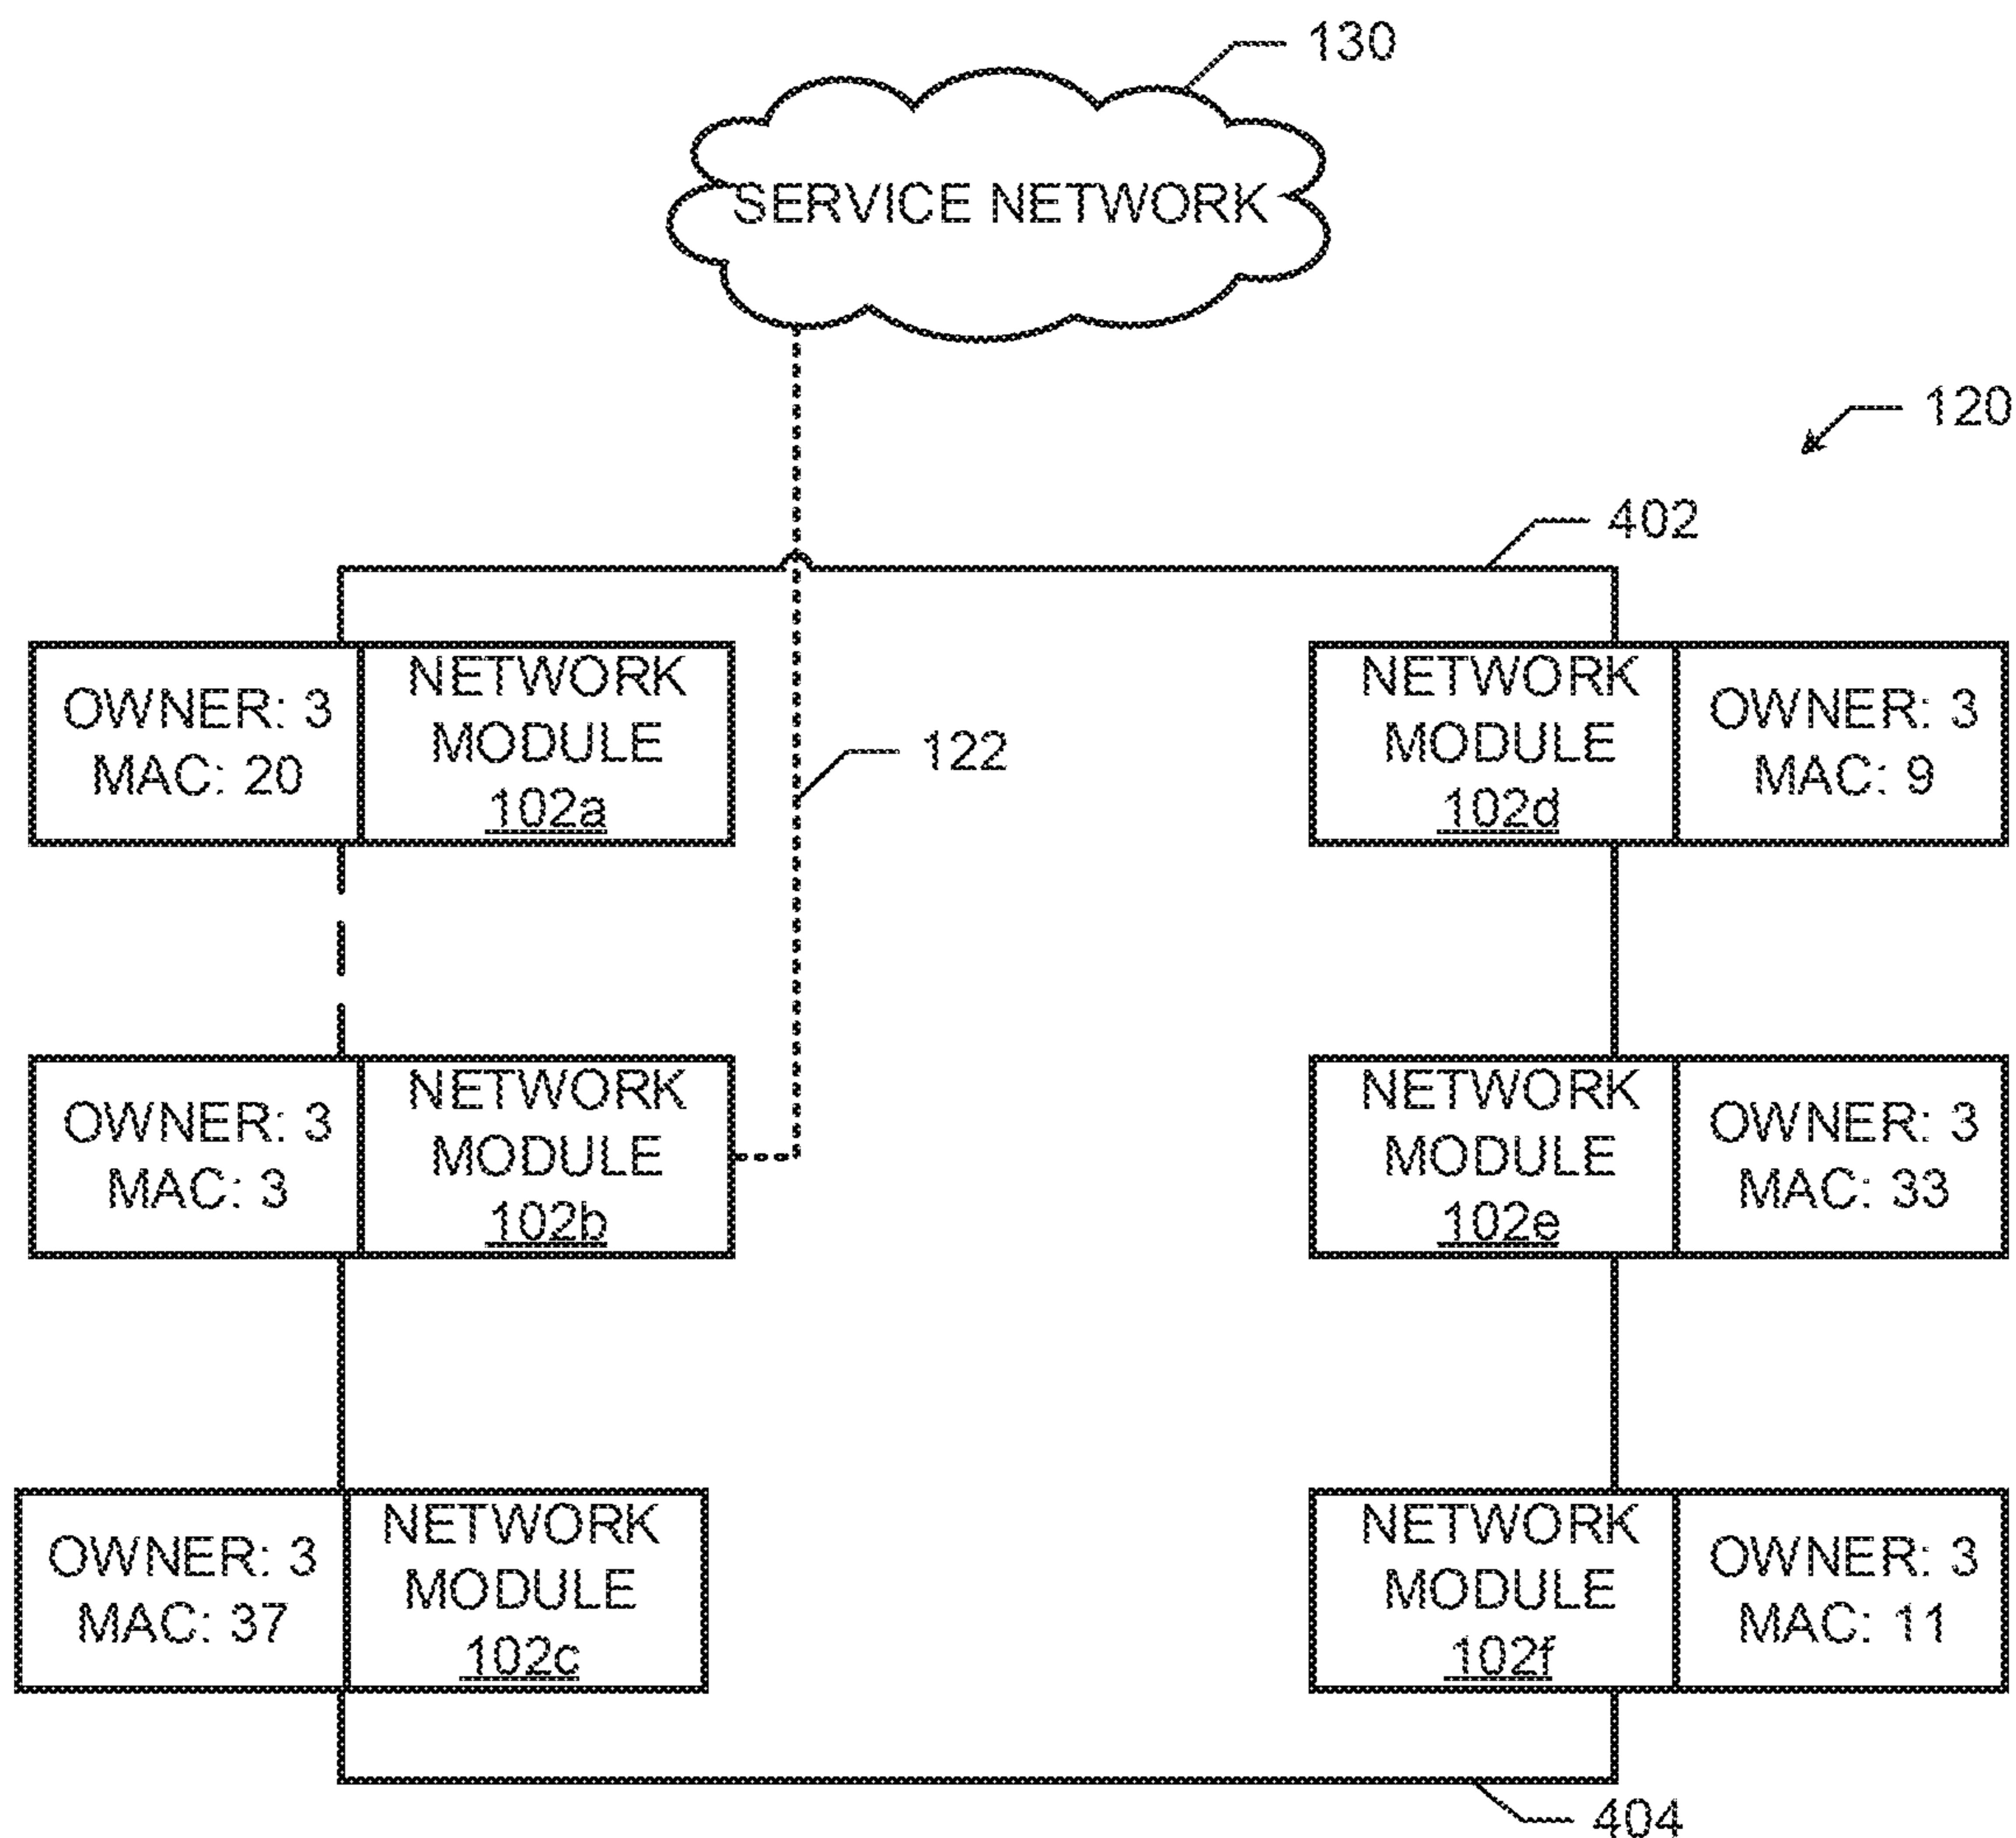 130
SERVICE NETWORK
120
402
OWNER: 3
MAC: 20
NETWORK
MODULE
102a
122
NETWORK
MODULE
102d
OWNER: 3
MAC: 9
OWNER: 3
MAC: 3
NETWORK
MODULE
102b
NETWORK
MODULE
102e
OWNER: 3
MAC: 33
OWNER: 3
MAC: 37
NETWORK
MODULE
102c
NETWORK
MODULE
102f
OWNER: 3
MAC: 11
404